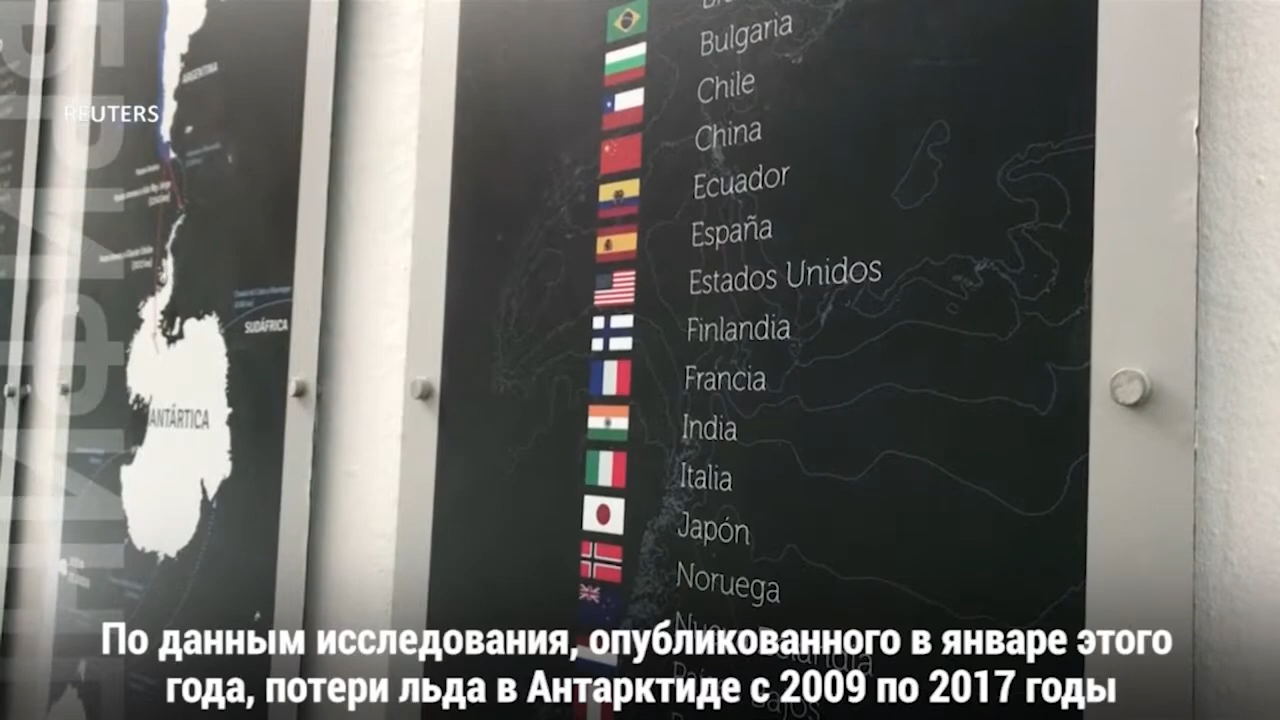 REUTERS
ARGENTINA
SUDÁFRICA
ANTÁRTICA
Bulgaria
Chile
China
Ecuador
España
Estados Unidos
Finlandia
Francia
India
Italia
Japón
Noruega
По данным исследования, опубликованного в январе этого
года, потери льда в Антарктиде с 2009 по 2017 годы